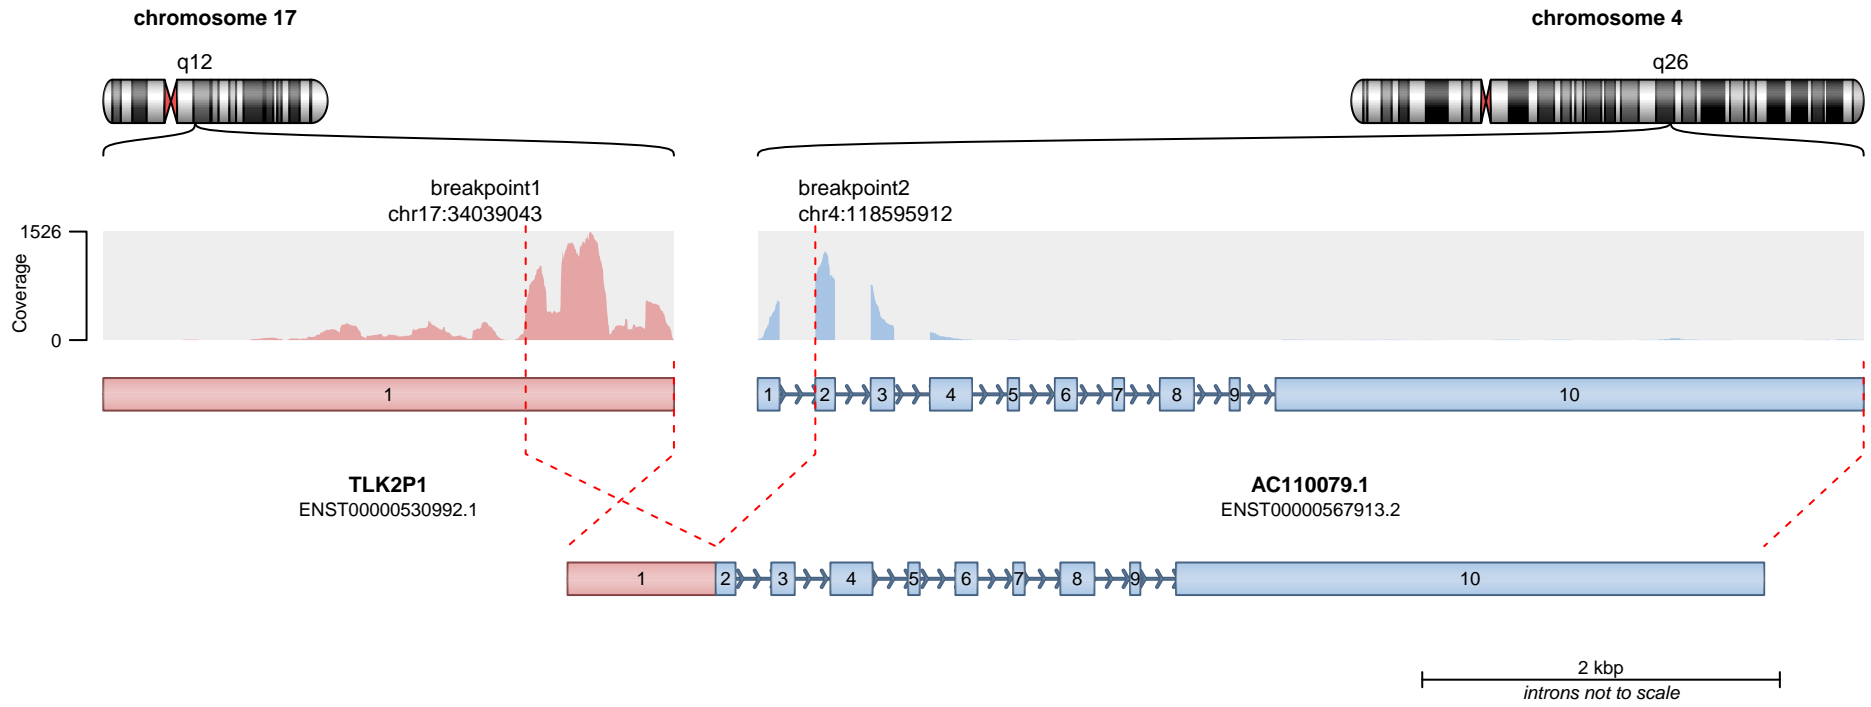 chromosome 17
chromosome 4
q12
q26
breakpoint1
chr17:34039043
breakpoint2
chr4:118595912
1526
Coverage
0
1
1 2 3 4 5 6 7 8 9 10
TLK2P1
ENST00000530992.1
AC110079.1
ENST00000567913.2
1 2 3 4 5 6 7 8 9 10
2 kbp
introns not to scale